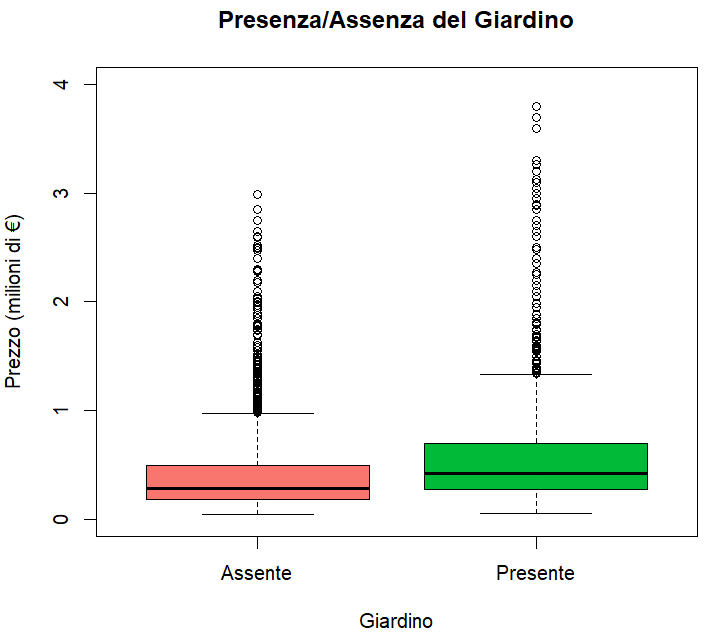 Presenza/Assenza del Giardino
Prezzo (milioni di €)
4
3
2
1
0
Assente Presente
Giardino